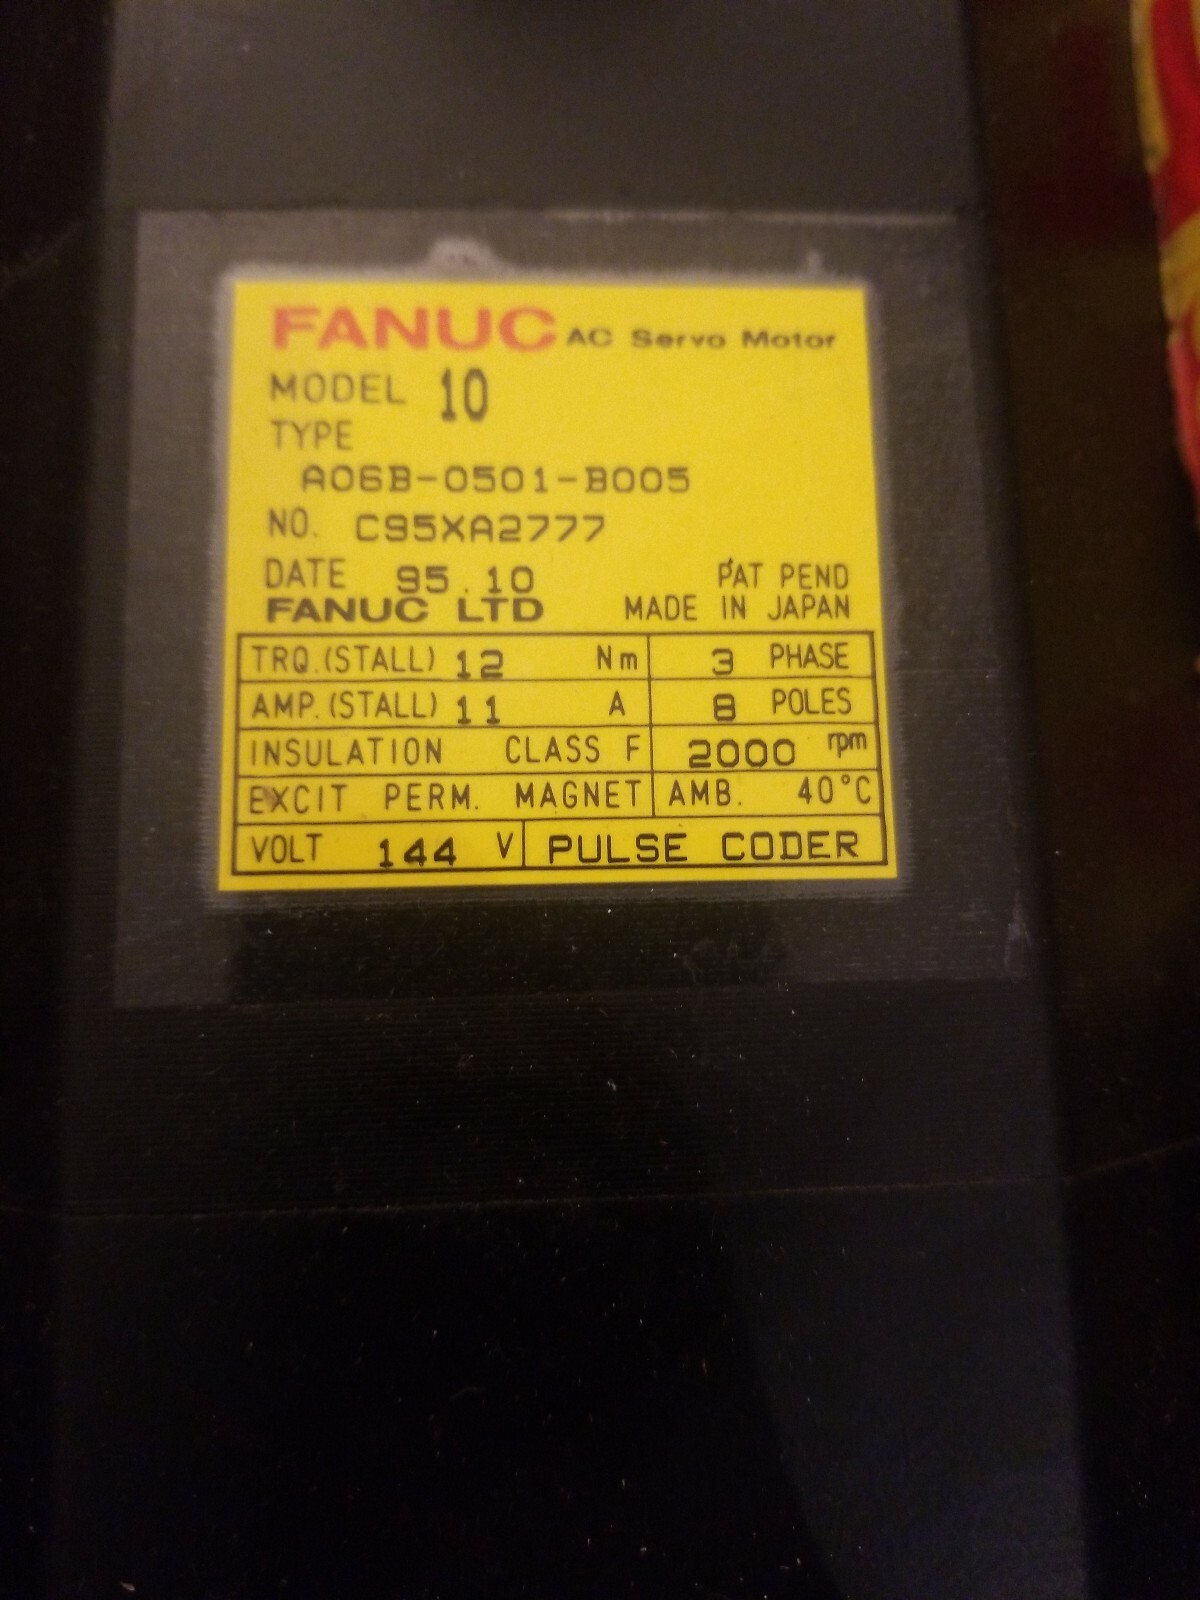 FANUC AC Servo Motor
MODEL 10
TYPE
A06B-0501-B005
NO. C95XA2777
DATE 95.10 PAT PEND
FANUC LTD MADE IN JAPAN
TRQ.(STALL) 12 Nm 3 PHASE
AMP.(STALL) 11 A 8 POLES
INSULATION CLASS F 2000 rpm
EXCIT PERM. MAGNET AMB. 40°C
VOLT 144 V PULSE CODER